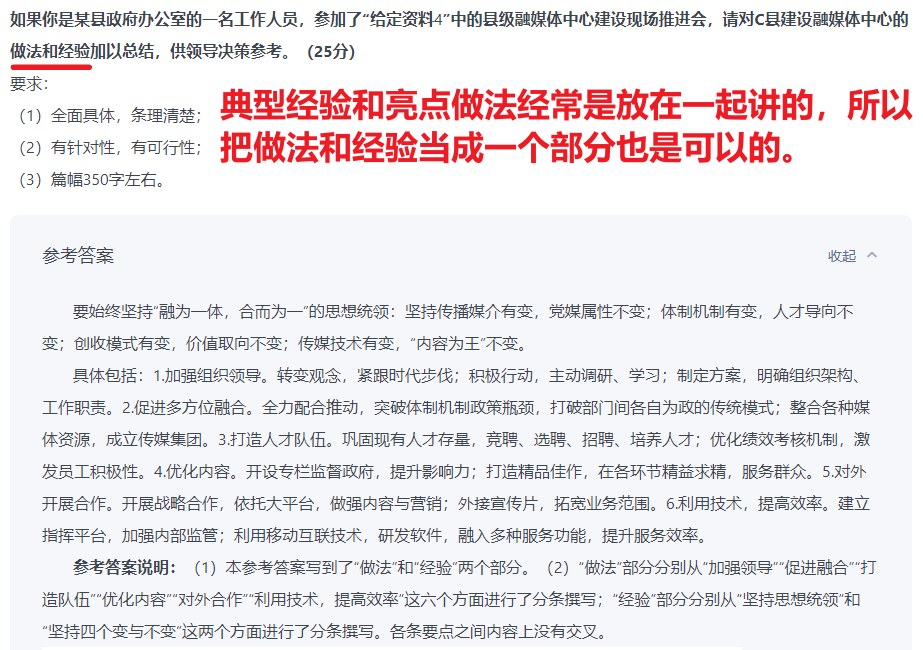 如果你是某县政府办公室的一名工作人员，参加了“给定资料4”中的县级融媒体中心建设现场推进会，请对C县建设融媒体中心的
做法和经验加以总结，供领导决策参考。（25分）
要求：
（1）全面具体，条理清楚；
（2）有针对性，有可行性；
（3）篇幅350字左右。
典型经验和亮点做法经常是放在一起讲的，所以
把做法和经验当成一个部分也是可以的。
参考答案
收起
要始终坚持“融为一体，合而为一”的思想统领：坚持传播媒介有变，党媒属性不变；体制机制有变，人才导向不
变；创收模式有变，价值取向不变；传媒技术有变，“内容为王”不变。
具体包括：1.加强组织领导。转变观念，紧跟时代步伐；积极行动，主动调研、学习；制定方案，明确组织架构、
工作职责。2.促进多方位融合。全力配合推动，突破体制机制政策瓶颈，打破部门间各自为政的传统模式；整合各种媒
体资源，成立传媒集团。3.打造人才队伍。巩固现有人才存量，竞聘、选聘、招聘、培养人才；优化绩效考核机制，激
发员工积极性。4.优化内容。开设专栏监督政府，提升影响力；打造精品佳作，在各环节精益求精，服务群众。5.对外
开展合作。开展战略合作，依托大平台，做强内容与营销；外接宣传片，拓宽业务范围。6.利用技术，提高效率。建立
指挥平台，加强内部监管；利用移动互联技术，研发软件，融入多种服务功能，提升服务效率。
参考答案说明：（1）本参考答案写到了“做法”和“经验”两个部分。（2）“做法”部分分别从“加强领导”“促进融合”“打
造队伍”“优化内容”“对外合作”“利用技术，提高效率”这六个方面进行了分条撰写；“经验”部分分别从“坚持思想统领”和
“坚持四个变与不变”这两个方面进行了分条撰写。各条要点之间内容上没有交叉。